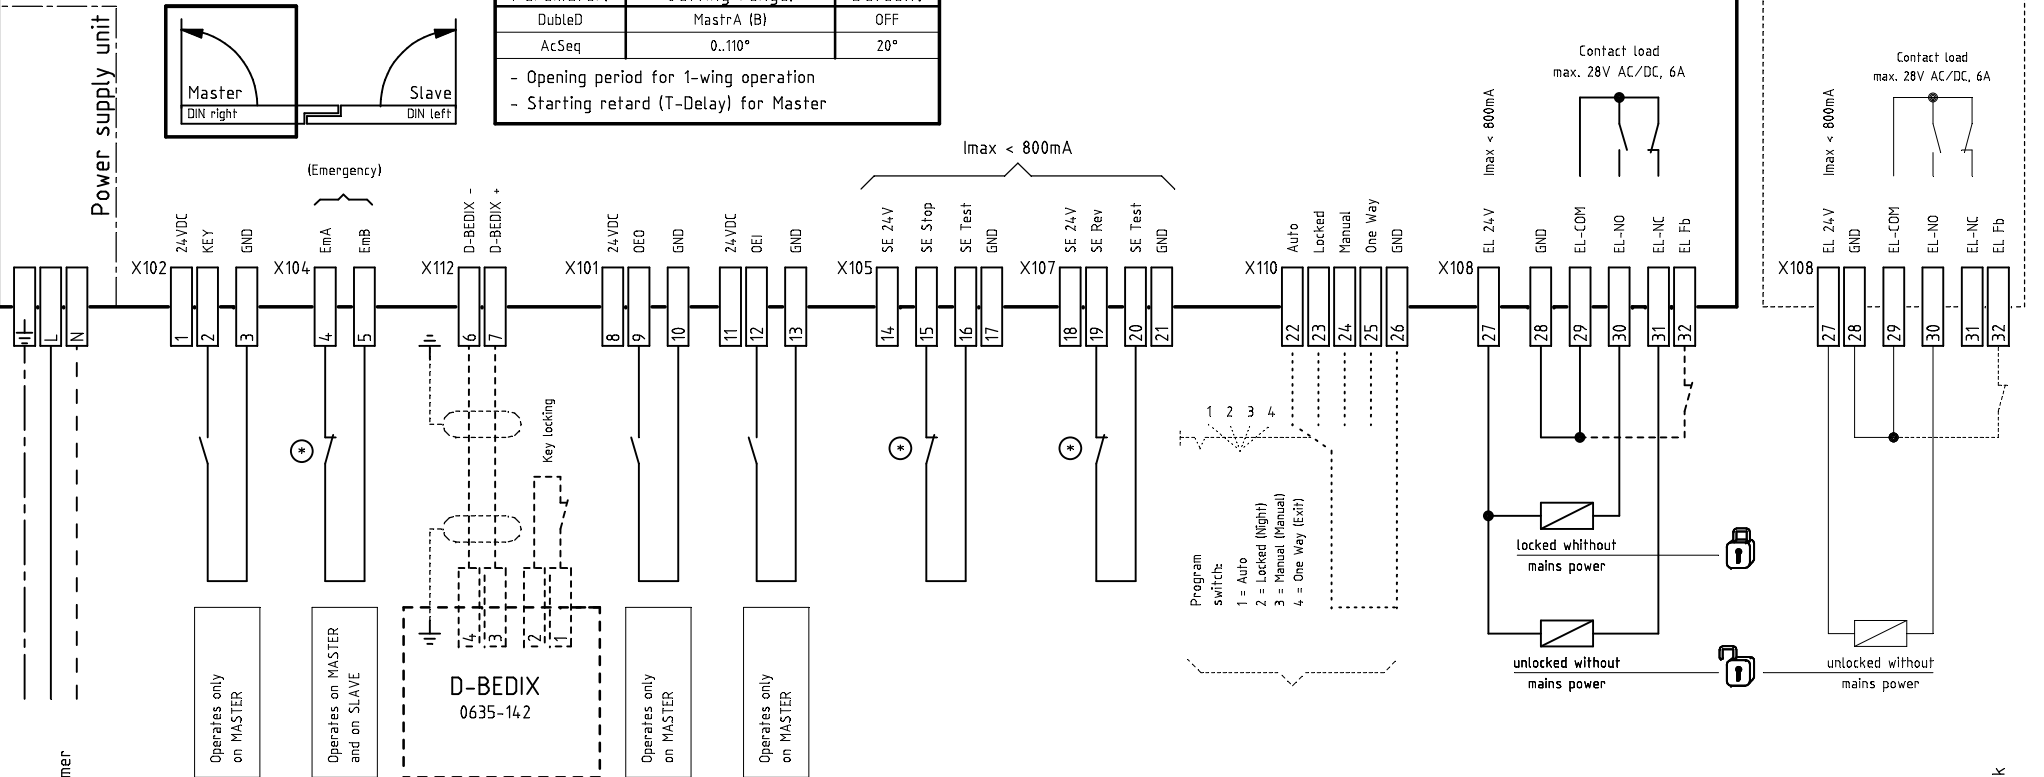 Power supply unit
Master
DIN right
Slave
DIN left
DubleD MastrA (B) OFF
AcSeq 0..110° 20°
- Opening period for 1-wing operation
- Starting retard (T-Delay) for Master
(Emergency)
Imax < 800mA
Imax < 800mA
Contact load
max. 28V AC/DC, 6A
Imax < 800mA
Contact load
max. 28V AC/DC, 6A
X102
24VDC
KEY
GND
X104
EmA
EmB
X112
D-BEDIX -
D-BEDIX +
X101
24VDC
OEO
GND
24VDC
OEI
GND
X105
SE 24V
SE Stop
SE Test
GND
X107
SE 24V
SE Rev
SE Test
GND
X110
Auto
Locked
Manual
One Way
GND
X108
EL 24V
GND
EL-COM
EL-NO
EL-NC
EL Fb
X108
EL 24V
GND
EL-COM
EL-NO
EL-NC
EL Fb
L
N
1
2
3
4
5
6
7
8
9
10
11
12
13
14
15
16
17
18
19
20
21
22
23
24
25
26
27
28
29
30
31
32
27
28
29
30
31
32
*
Key locking
*
*
1 2 3 4
Program
switch:
1 = Auto
2 = Locked (Night)
3 = Manual (Manual)
4 = One Way (Exit)
locked whithout
mains power
unlocked without
mains power
unlocked without
mains power
4
3
2
1
D-BEDIX
0635-142
Operates only
on MASTER
Operates on MASTER
and on SLAVE
Operates only
on MASTER
Operates only
on MASTER